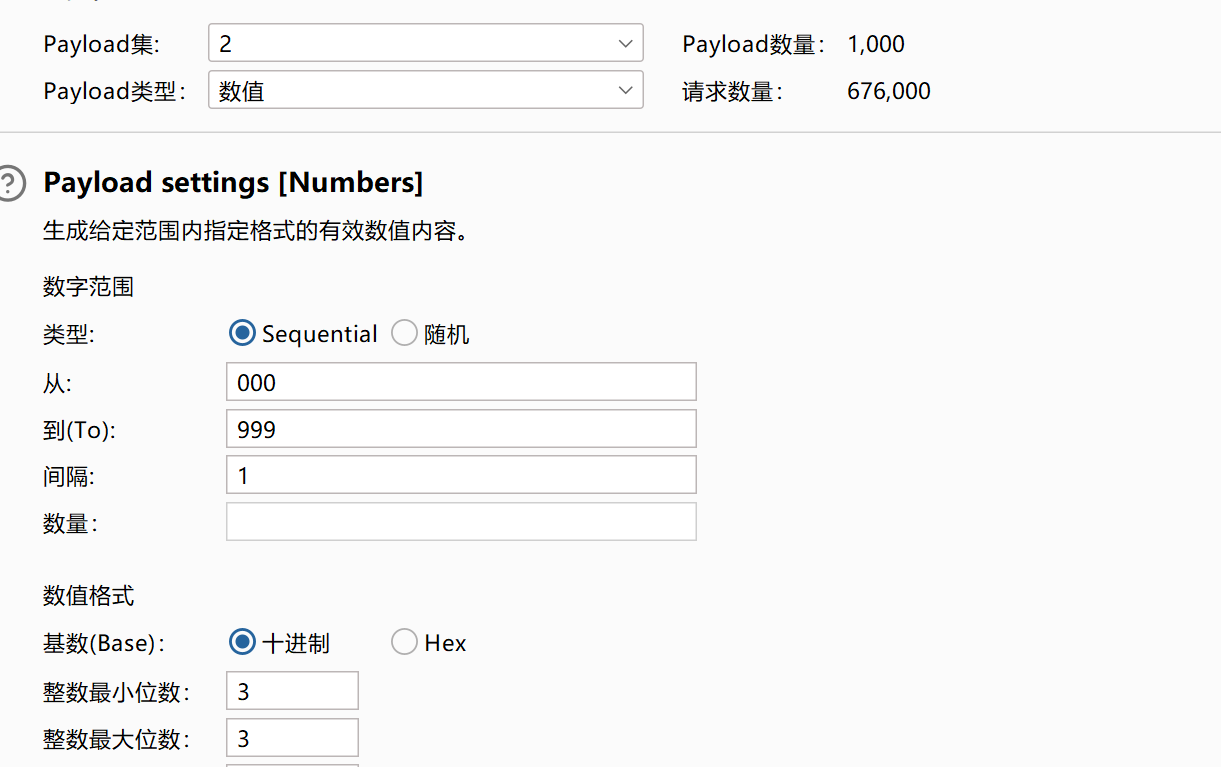 Payload集: 2 Payload数量： 1,000
Payload类型： 数值 请求数量： 676,000
Payload settings [Numbers]
生成给定范围内指定格式的有效数值内容。
数字范围
类型: Sequential 随机
从: 000
到(To): 999
间隔: 1
数量：
数值格式
基数(Base)： 十进制 Hex
整数最小位数： 3
整数最大位数： 3